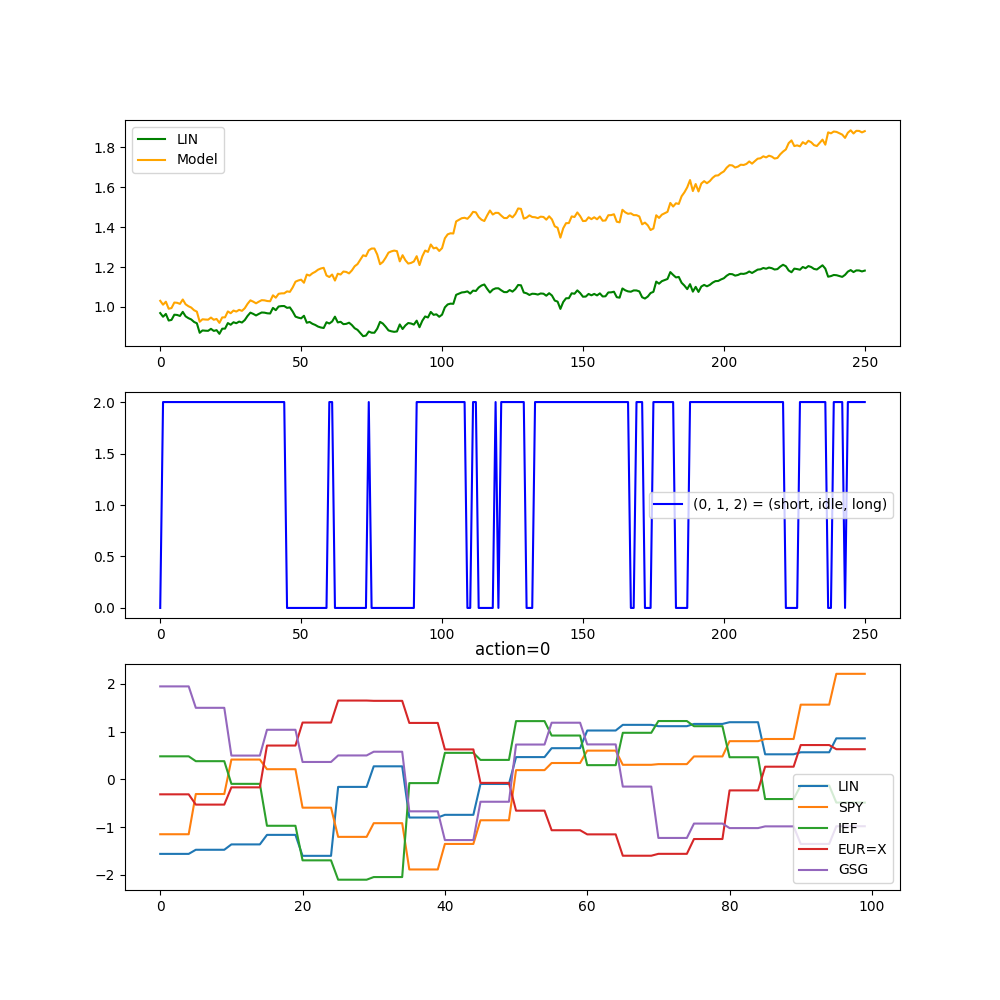 LIN
Model
1.8
1.6
1.4
1.2
1.0
0 50 100 150 200 250
2.0
1.5
1.0
0.5
0.0
(0, 1, 2) = (short, idle, long)
0 50 100 150 200 250
action=0
2
1
0
−1
−2
LIN
SPY
IEF
EUR=X
GSG
0 20 40 60 80 100